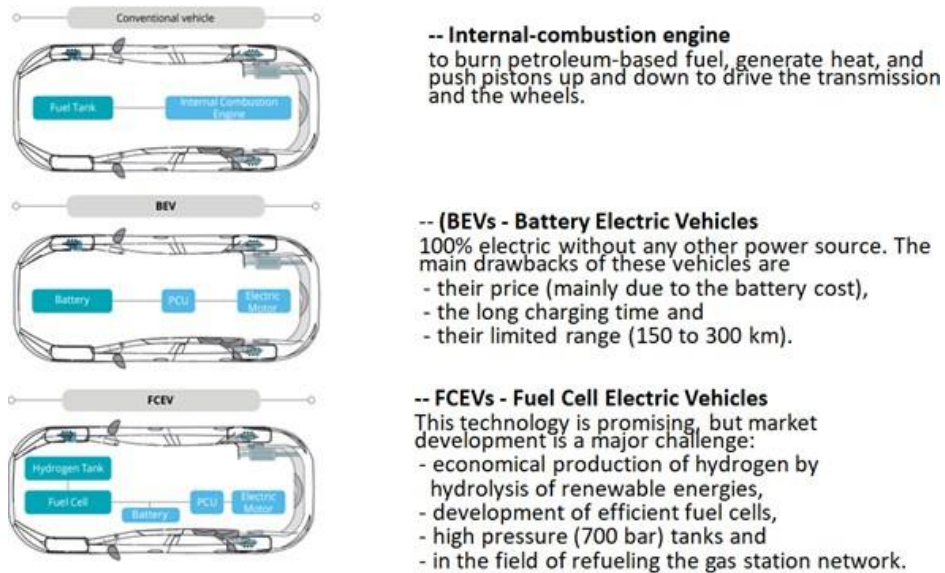 Conventional vehicle
Fuel Tank
Internal Combustion
Engine
-- Internal-combustion engine
to burn petroleum-based fuel, generate heat, and
push pistons up and down to drive the transmission
and the wheels.
BEV
Battery
PCU
Electric
Motor
-- (BEVs - Battery Electric Vehicles
100% electric without any other power source. The
main drawbacks of these vehicles are
- their price (mainly due to the battery cost),
- the long charging time and
- their limited range (150 to 300 km).
FCEV
Hydrogen Tank
Fuel Cell
Battery
PCU
Electric
Motor
-- FCEVs - Fuel Cell Electric Vehicles
This technology is promising, but market
development is a major challenge:
- economical production of hydrogen by
hydrolysis of renewable energies,
- development of efficient fuel cells,
- high pressure (700 bar) tanks and
- in the field of refueling the gas station network.